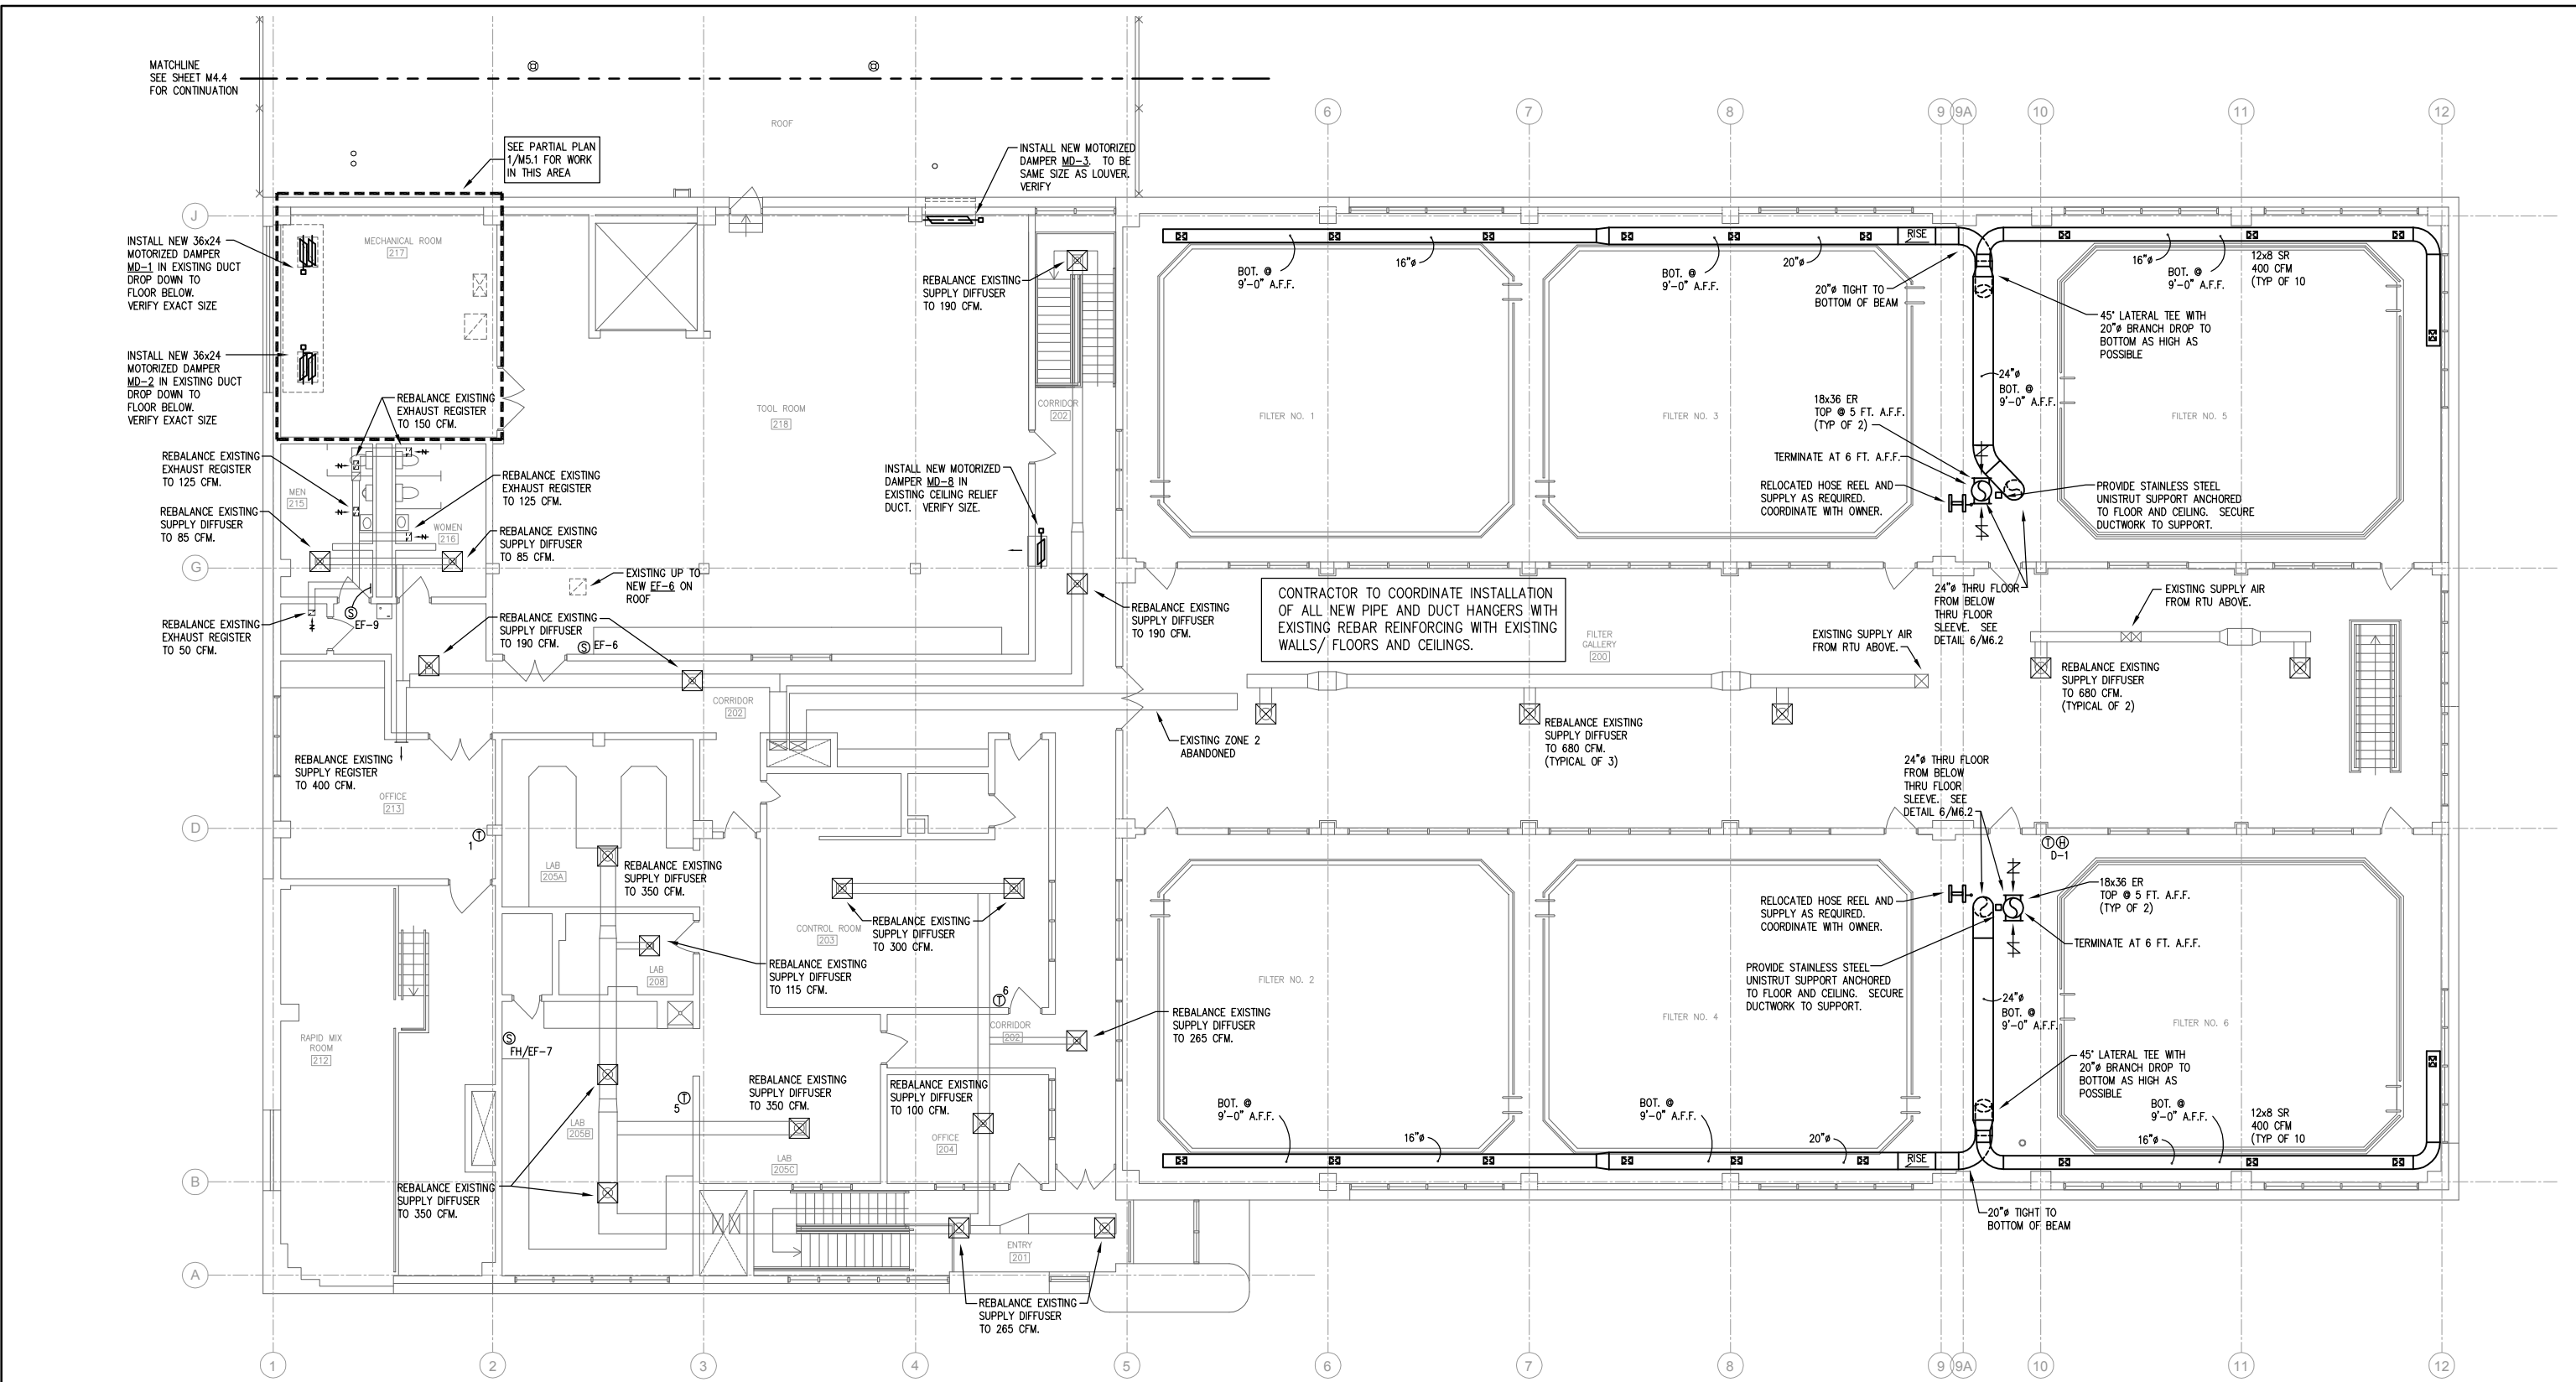 MATCHLINE
SEE SHEET M4.4
FOR CONTINUATION
ROOF
6
7
8
9
9A
10
11
12
SEE PARTIAL PLAN
1/M5.1 FOR WORK
IN THIS AREA
INSTALL NEW MOTORIZED
DAMPER MD-3. TO BE
SAME SIZE AS LOUVER.
VERIFY
J
INSTALL NEW 36x24
MOTORIZED DAMPER
MD-1 IN EXISTING DUCT
DROP DOWN TO
FLOOR BELOW.
VERIFY EXACT SIZE
MECHANICAL ROOM
217
INSTALL NEW 36x24
MOTORIZED DAMPER
MD-2 IN EXISTING DUCT
DROP DOWN TO
FLOOR BELOW.
VERIFY EXACT SIZE
REBALANCE EXISTING
EXHAUST REGISTER
TO 150 CFM.
TOOL ROOM
218
REBALANCE EXISTING
SUPPLY DIFFUSER
TO 190 CFM.
CORRIDOR
202
BOT. @
9'-0" A.F.F.
16"ø
BOT. @
9'-0" A.F.F.
20"ø
RISE
20"ø TIGHT TO
BOTTOM OF BEAM
16"ø
BOT. @
9'-0" A.F.F.
12x8 SR
400 CFM
(TYP OF 10
45° LATERAL TEE WITH
20"ø BRANCH DROP TO
BOTTOM AS HIGH AS
POSSIBLE
24"ø
BOT. @
9'-0" A.F.F.
FILTER NO. 1
FILTER NO. 3
FILTER NO. 5
18x36 ER
TOP @ 5 FT. A.F.F.
(TYP OF 2)
TERMINATE AT 6 FT. A.F.F.
RELOCATED HOSE REEL AND
SUPPLY AS REQUIRED.
COORDINATE WITH OWNER.
PROVIDE STAINLESS STEEL
UNISTRUT SUPPORT ANCHORED
TO FLOOR AND CEILING. SECURE
DUCTWORK TO SUPPORT.
REBALANCE EXISTING
EXHAUST REGISTER
TO 125 CFM.
MEN
215
REBALANCE EXISTING
EXHAUST REGISTER
TO 125 CFM.
WOMEN
216
REBALANCE EXISTING
SUPPLY DIFFUSER
TO 85 CFM.
REBALANCE EXISTING
SUPPLY DIFFUSER
TO 85 CFM.
INSTALL NEW MOTORIZED
DAMPER MD-8 IN
EXISTING CEILING RELIEF
DUCT. VERIFY SIZE.
G
EXISTING UP TO
NEW EF-6 ON
ROOF
S
EF-9
REBALANCE EXISTING
EXHAUST REGISTER
TO 50 CFM.
REBALANCE EXISTING
SUPPLY DIFFUSER
TO 190 CFM.
S EF-6
REBALANCE EXISTING
SUPPLY DIFFUSER
TO 190 CFM.
CONTRACTOR TO COORDINATE INSTALLATION
OF ALL NEW PIPE AND DUCT HANGERS WITH
EXISTING REBAR REINFORCING WITH EXISTING
WALLS/ FLOORS AND CEILINGS.
FILTER
GALLERY
200
EXISTING SUPPLY AIR
FROM RTU ABOVE.
24"ø THRU FLOOR
FROM BELOW
THRU FLOOR
SLEEVE. SEE
DETAIL 6/M6.2
EXISTING SUPPLY AIR
FROM RTU ABOVE.
REBALANCE EXISTING
SUPPLY DIFFUSER
TO 680 CFM.
(TYPICAL OF 2)
CORRIDOR
202
EXISTING ZONE 2
ABANDONED
REBALANCE EXISTING
SUPPLY DIFFUSER
TO 680 CFM.
(TYPICAL OF 3)
REBALANCE EXISTING
SUPPLY REGISTER
TO 400 CFM.
OFFICE
213
24"ø THRU FLOOR
FROM BELOW
THRU FLOOR
SLEEVE. SEE
DETAIL 6/M6.2
D
1 T
LAB
205A
REBALANCE EXISTING
SUPPLY DIFFUSER
TO 350 CFM.
T H
D-1
18x36 ER
TOP @ 5 FT. A.F.F.
(TYP OF 2)
TERMINATE AT 6 FT. A.F.F.
RELOCATED HOSE REEL AND
SUPPLY AS REQUIRED.
COORDINATE WITH OWNER.
CONTROL ROOM
203
REBALANCE EXISTING
SUPPLY DIFFUSER
TO 300 CFM.
LAB
208
REBALANCE EXISTING
SUPPLY DIFFUSER
TO 115 CFM.
PROVIDE STAINLESS STEEL
UNISTRUT SUPPORT ANCHORED
TO FLOOR AND CEILING. SECURE
DUCTWORK TO SUPPORT.
FILTER NO. 2
FILTER NO. 4
FILTER NO. 6
24"ø
BOT. @
9'-0" A.F.F.
T 6
CORRIDOR
202
REBALANCE EXISTING
SUPPLY DIFFUSER
TO 265 CFM.
RAPID MIX
ROOM
212
S
FH/EF-7
45° LATERAL TEE WITH
20"ø BRANCH DROP TO
BOTTOM AS HIGH AS
POSSIBLE
5 T
REBALANCE EXISTING
SUPPLY DIFFUSER
TO 350 CFM.
REBALANCE EXISTING
SUPPLY DIFFUSER
TO 100 CFM.
LAB
205B
LAB
205C
OFFICE
204
BOT. @
9'-0" A.F.F.
16"ø
BOT. @
9'-0" A.F.F.
20"ø
RISE
16"ø
BOT. @
9'-0" A.F.F.
12x8 SR
400 CFM
(TYP OF 10
B
REBALANCE EXISTING
SUPPLY DIFFUSER
TO 350 CFM.
20"ø TIGHT TO
BOTTOM OF BEAM
ENTRY
201
A
REBALANCE EXISTING
SUPPLY DIFFUSER
TO 265 CFM.
1
2
3
4
5
6
7
8
9
9A
10
11
12